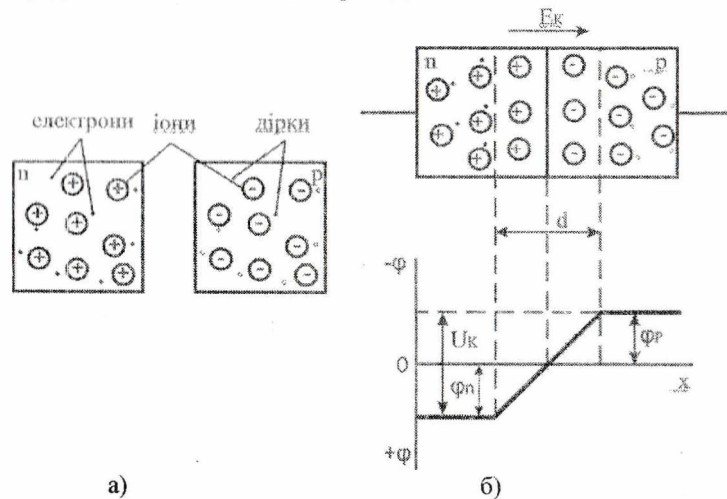 електрони іони дірки
n
p
а)
Eк
n
p
d
-φ
Uк
φp
0
φn
x
+φ
б)